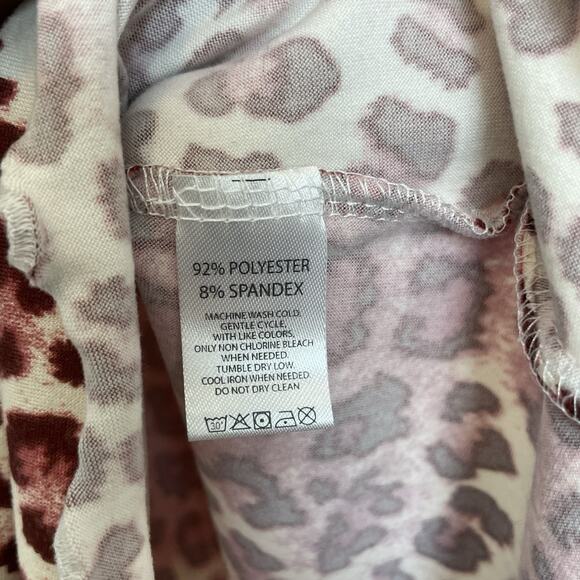 92% POLYESTER
8% SPANDEX
MACHINE WASH COLD,
GENTLE CYCLE,
WITH LIKE COLORS,
ONLY NON CHLORINE BLEACH
WHEN NEEDED.
TUMBLE DRY LOW.
COOL IRON WHEN NEEDED.
DO NOT DRY CLEAN
30°